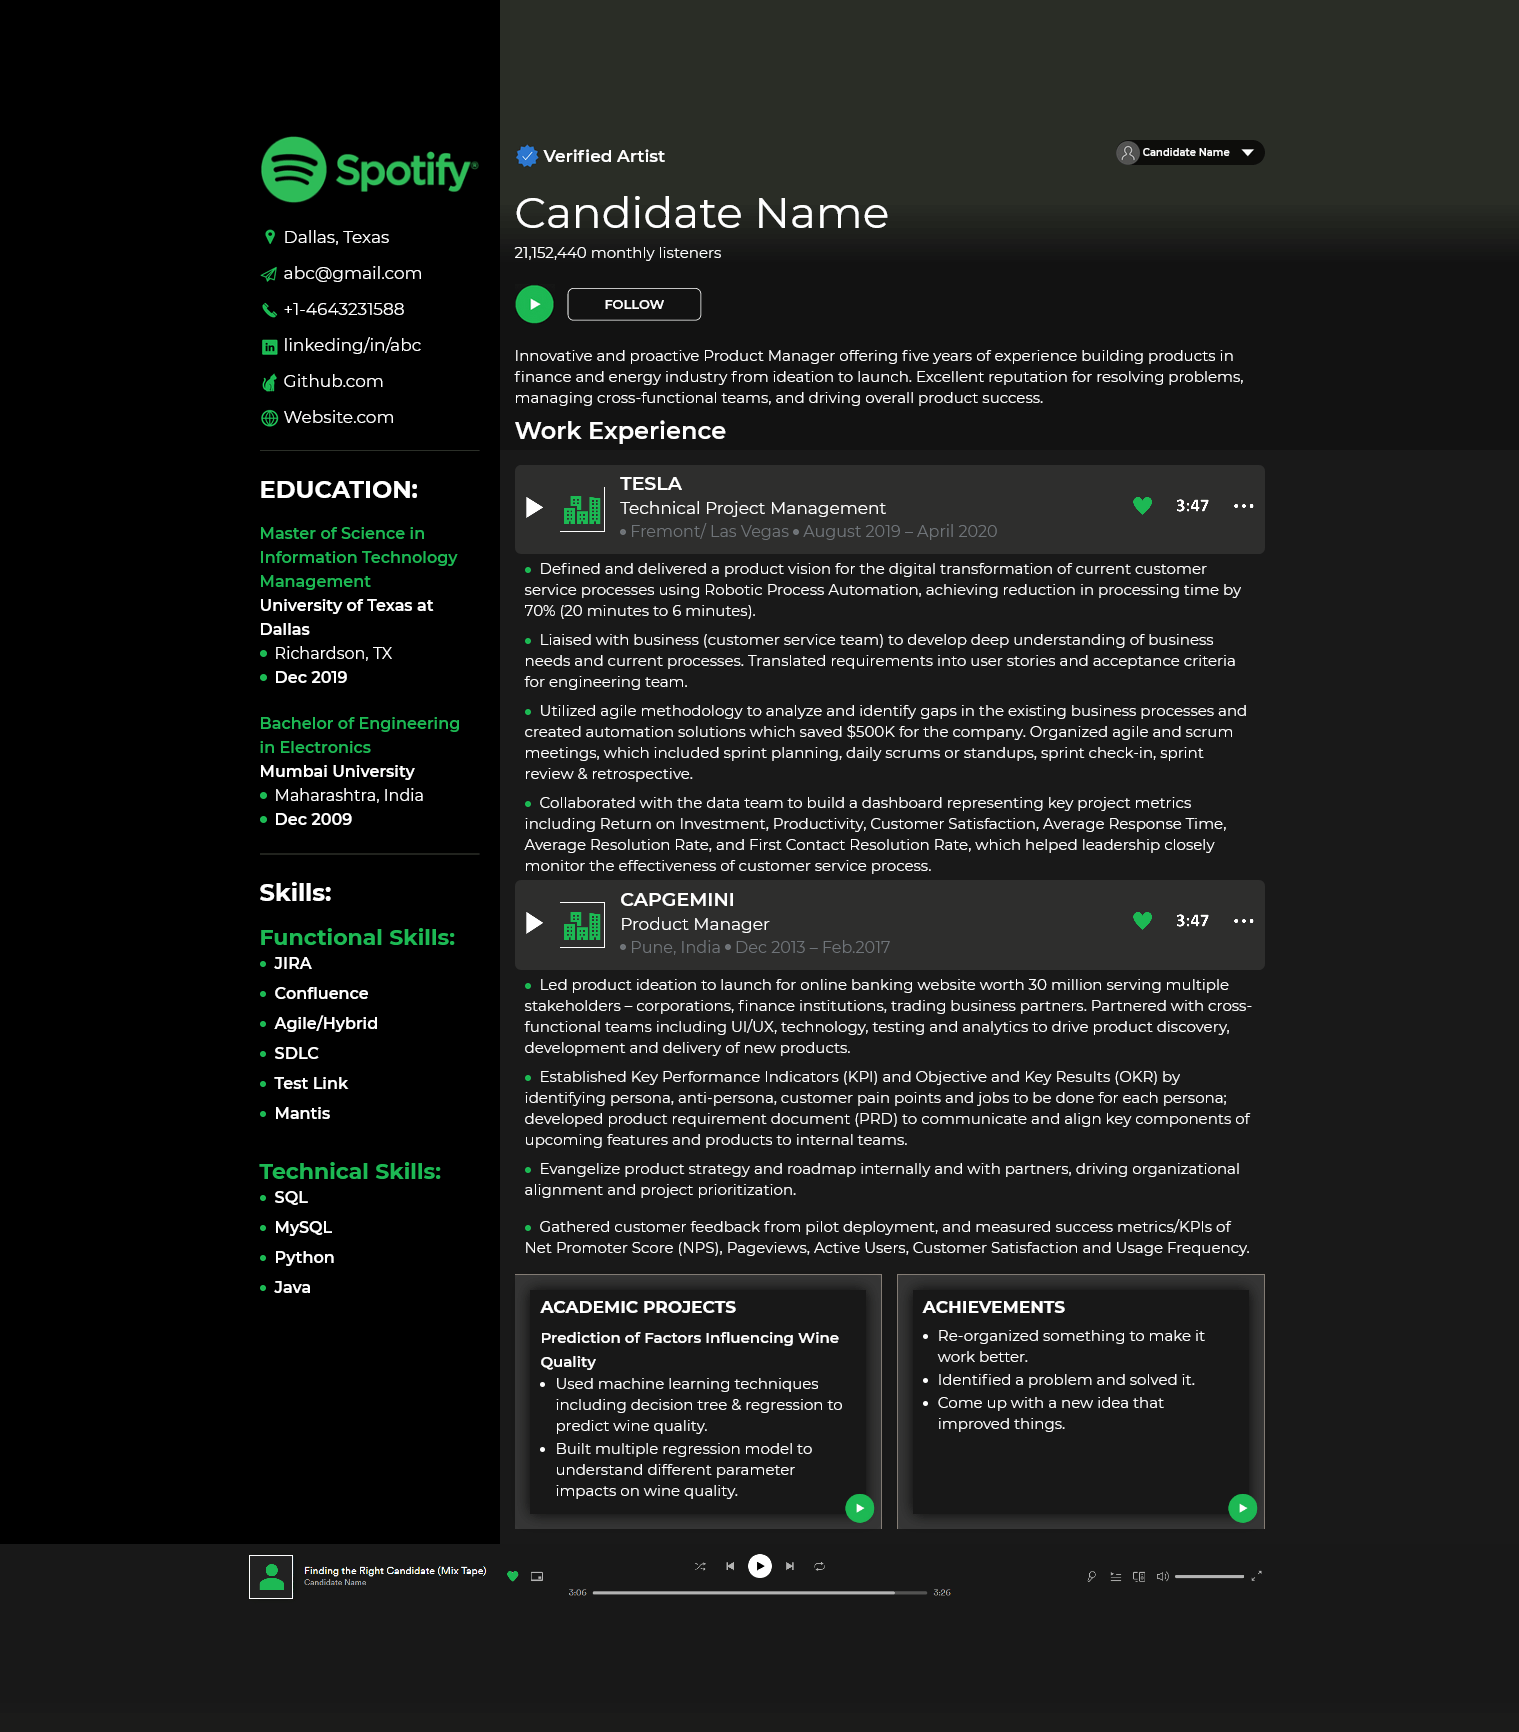 Spotify®
Dallas, Texas
abc@gmail.com
+1-4643231588
linkeding/in/abc
Github.com
Website.com
EDUCATION:
Master of Science in
Information Technology
Management
University of Texas at
Dallas
Richardson, TX
Dec 2019
Bachelor of Engineering
in Electronics
Mumbai University
Maharashtra, India
Dec 2009
Skills:
Functional Skills:
JIRA
Confluence
Agile/Hybrid
SDLC
Test Link
Mantis
Technical Skills:
SQL
MySQL
Python
Java
Verified Artist
Candidate Name
Candidate Name
21,152,440 monthly listeners
FOLLOW
Innovative and proactive Product Manager offering five years of experience building products in
finance and energy industry from ideation to launch. Excellent reputation for resolving problems,
managing cross-functional teams, and driving overall product success.
Work Experience
TESLA
Technical Project Management
• Fremont/ Las Vegas • August 2019 – April 2020
3:47
• Defined and delivered a product vision for the digital transformation of current customer
service processes using Robotic Process Automation, achieving reduction in processing time by
70% (20 minutes to 6 minutes).
• Liaised with business (customer service team) to develop deep understanding of business
needs and current processes. Translated requirements into user stories and acceptance criteria
for engineering team.
• Utilized agile methodology to analyze and identify gaps in the existing business processes and
created automation solutions which saved $500K for the company. Organized agile and scrum
meetings, which included sprint planning, daily scrums or standups, sprint check-in, sprint
review & retrospective.
• Collaborated with the data team to build a dashboard representing key project metrics
including Return on Investment, Productivity, Customer Satisfaction, Average Response Time,
Average Resolution Rate, and First Contact Resolution Rate, which helped leadership closely
monitor the effectiveness of customer service process.
CAPGEMINI
Product Manager
• Pune, India • Dec 2013 – Feb.2017
3:47
• Led product ideation to launch for online banking website worth 30 million serving multiple
stakeholders – corporations, finance institutions, trading business partners. Partnered with cross-
functional teams including UI/UX, technology, testing and analytics to drive product discovery,
development and delivery of new products.
• Established Key Performance Indicators (KPI) and Objective and Key Results (OKR) by
identifying persona, anti-persona, customer pain points and jobs to be done for each persona;
developed product requirement document (PRD) to communicate and align key components of
upcoming features and products to internal teams.
• Evangelize product strategy and roadmap internally and with partners, driving organizational
alignment and project prioritization.
• Gathered customer feedback from pilot deployment, and measured success metrics/KPIs of
Net Promoter Score (NPS), Pageviews, Active Users, Customer Satisfaction and Usage Frequency.
ACADEMIC PROJECTS
Prediction of Factors Influencing Wine
Quality
• Used machine learning techniques
including decision tree & regression to
predict wine quality.
• Built multiple regression model to
understand different parameter
impacts on wine quality.
ACHIEVEMENTS
• Re-organized something to make it
work better.
• Identified a problem and solved it.
• Come up with a new idea that
improved things.
Finding the Right Candidate (Mix Tape)
Candidate Name
3:06
3:26